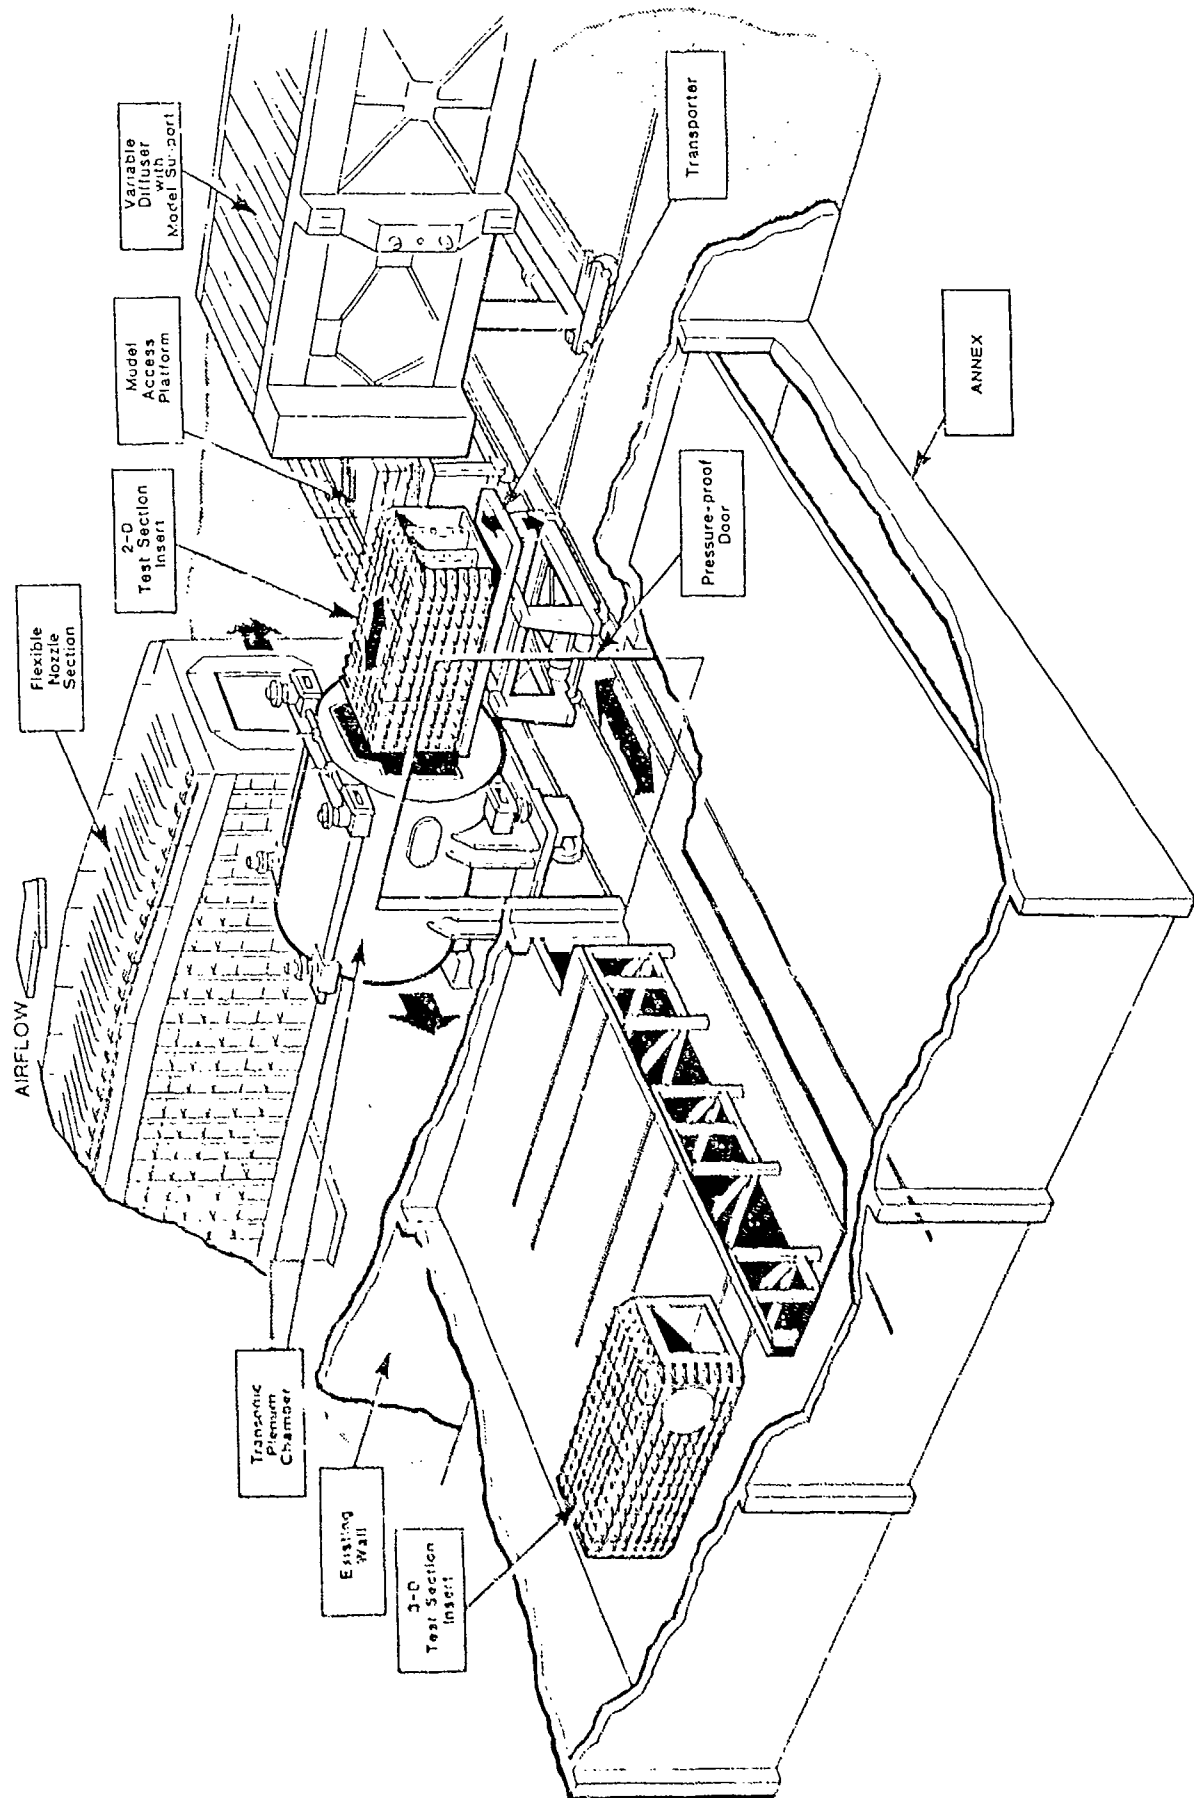 AIRFLOW
Flexible
Nozzle
Section
2-D
Test Section
Insert
Model
Access
Platform
Variable
Diffuser
with
Model Support
Transporter
Pressure-proof
Door
ANNEX
Transonic
Plenum
Chamber
Existing
Wall
3-D
Test Section
Insert